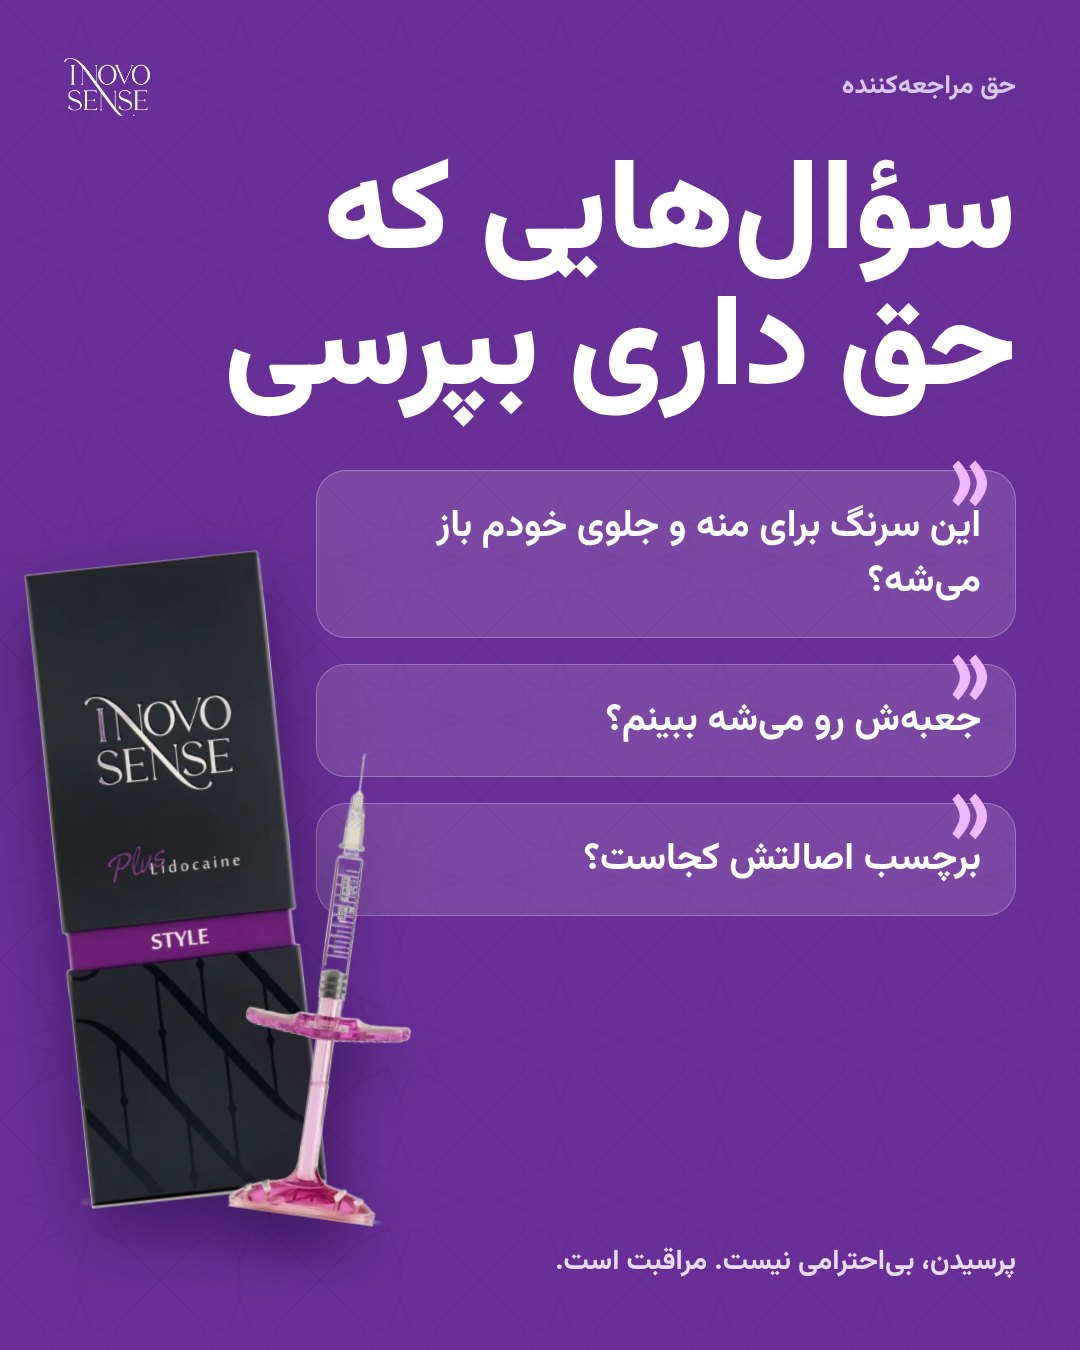 INOVO
SENSE
حق مراجعه‌کننده
سؤال‌هایی که
حق داری بپرسی
«
این سرنگ برای منه و جلوی خودم باز
می‌شه؟
«
جعبه‌ش رو می‌شه ببینم؟
«
برچسب اصالتش کجاست؟
INOVO
SENSE
Plus Lidocaine
STYLE
پرسیدن، بی‌احترامی نیست. مراقبت است.